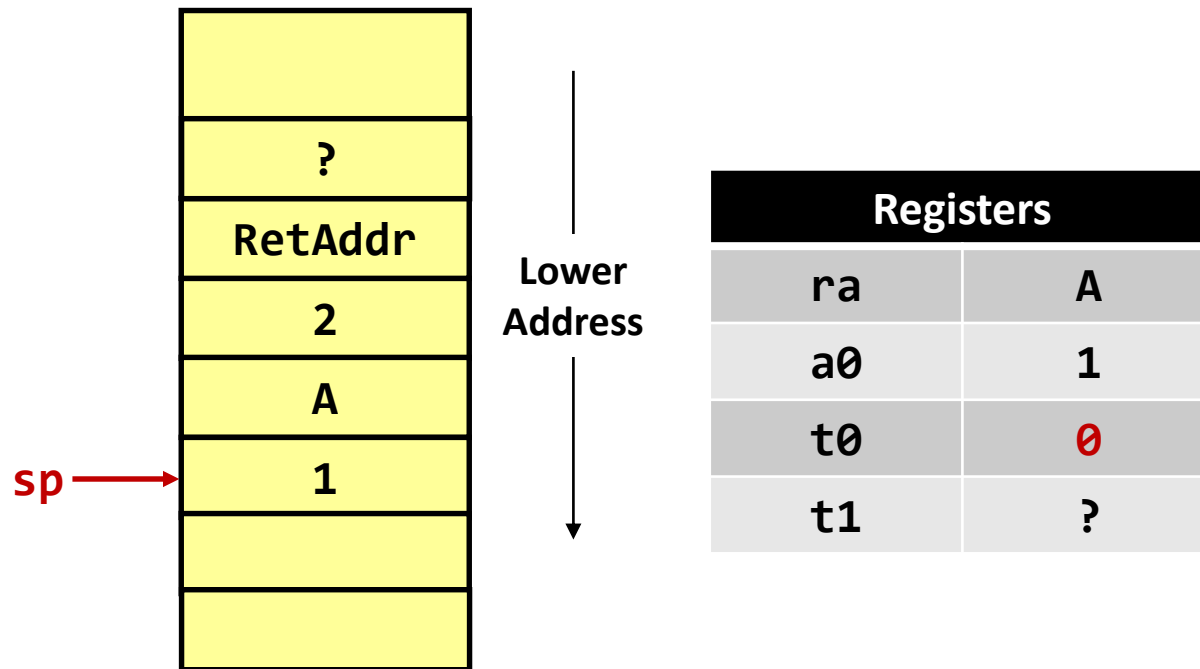 ?
RetAddr
2
A
sp
1
Lower
Address
Registers
ra A
a0 1
t0 0
t1 ?